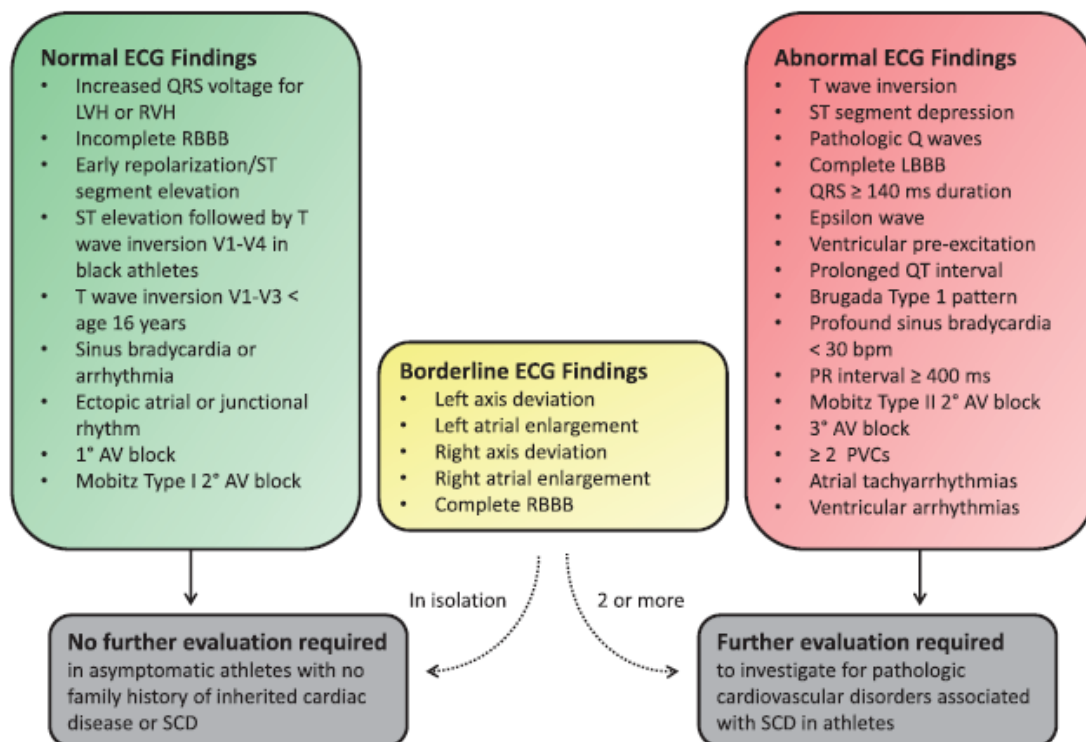 Normal ECG Findings
• Increased QRS voltage for
LVH or RVH
• Incomplete RBBB
• Early repolarization/ST
segment elevation
• ST elevation followed by T
wave inversion V1-V4 in
black athletes
• T wave inversion V1-V3 <
age 16 years
• Sinus bradycardia or
arrhythmia
• Ectopic atrial or junctional
rhythm
• 1° AV block
• Mobitz Type I 2° AV block
Borderline ECG Findings
• Left axis deviation
• Left atrial enlargement
• Right axis deviation
• Right atrial enlargement
• Complete RBBB
Abnormal ECG Findings
• T wave inversion
• ST segment depression
• Pathologic Q waves
• Complete LBBB
• QRS ≥ 140 ms duration
• Epsilon wave
• Ventricular pre-excitation
• Prolonged QT interval
• Brugada Type 1 pattern
• Profound sinus bradycardia
< 30 bpm
• PR interval ≥ 400 ms
• Mobitz Type II 2° AV block
• 3° AV block
• ≥ 2 PVCs
• Atrial tachyarrhythmias
• Ventricular arrhythmias
In isolation
2 or more
No further evaluation required
in asymptomatic athletes with no
family history of inherited cardiac
disease or SCD
Further evaluation required
to investigate for pathologic
cardiovascular disorders associated
with SCD in athletes